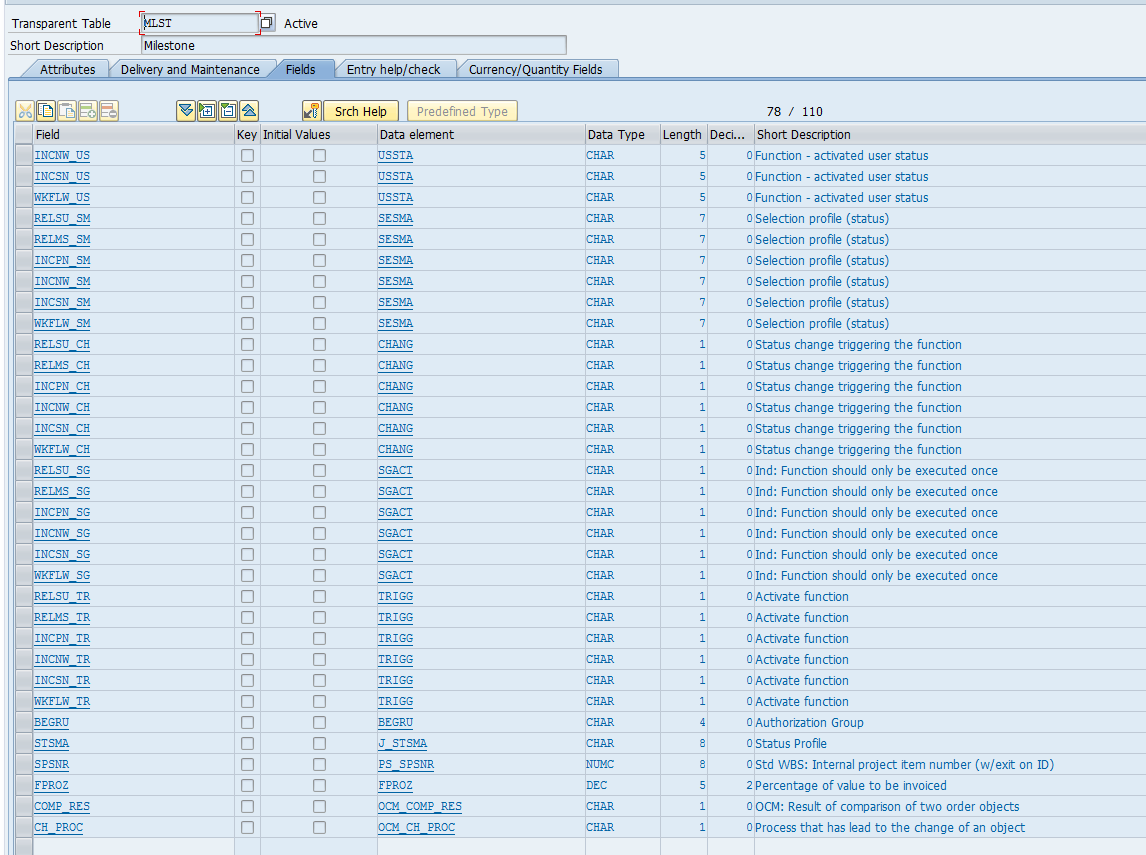 Transparent Table MLST Active
Short Description Milestone
Attributes Delivery and Maintenance Fields Entry help/check Currency/Quantity Fields
Srch Help Predefined Type 78 / 110
Field Key Initial Values Data element Data Type Length Deci... Short Description
INCNW_US USSTA CHAR 5 0 Function - activated user status
INCSN_US USSTA CHAR 5 0 Function - activated user status
WKFLW_US USSTA CHAR 5 0 Function - activated user status
RELSU_SM SESMA CHAR 7 0 Selection profile (status)
RELMS_SM SESMA CHAR 7 0 Selection profile (status)
INCPN_SM SESMA CHAR 7 0 Selection profile (status)
INCNW_SM SESMA CHAR 7 0 Selection profile (status)
INCSN_SM SESMA CHAR 7 0 Selection profile (status)
WKFLW_SM SESMA CHAR 7 0 Selection profile (status)
RELSU_CH CHANG CHAR 1 0 Status change triggering the function
RELMS_CH CHANG CHAR 1 0 Status change triggering the function
INCPN_CH CHANG CHAR 1 0 Status change triggering the function
INCNW_CH CHANG CHAR 1 0 Status change triggering the function
INCSN_CH CHANG CHAR 1 0 Status change triggering the function
WKFLW_CH CHANG CHAR 1 0 Status change triggering the function
RELSU_SG SGACT CHAR 1 0 Ind: Function should only be executed once
RELMS_SG SGACT CHAR 1 0 Ind: Function should only be executed once
INCPN_SG SGACT CHAR 1 0 Ind: Function should only be executed once
INCNW_SG SGACT CHAR 1 0 Ind: Function should only be executed once
INCSN_SG SGACT CHAR 1 0 Ind: Function should only be executed once
WKFLW_SG SGACT CHAR 1 0 Ind: Function should only be executed once
RELSU_TR TRIGG CHAR 1 0 Activate function
RELMS_TR TRIGG CHAR 1 0 Activate function
INCPN_TR TRIGG CHAR 1 0 Activate function
INCNW_TR TRIGG CHAR 1 0 Activate function
INCSN_TR TRIGG CHAR 1 0 Activate function
WKFLW_TR TRIGG CHAR 1 0 Activate function
BEGRU BEGRU CHAR 4 0 Authorization Group
STSMA J_STSMA CHAR 8 0 Status Profile
SPSNR PS_SPSNR NUMC 8 0 Std WBS: Internal project item number (w/exit on ID)
FPROZ FPROZ DEC 5 2 Percentage of value to be invoiced
COMP_RES OCM_COMP_RES CHAR 1 0 OCM: Result of comparison of two order objects
CH_PROC OCM_CH_PROC CHAR 1 0 Process that has lead to the change of an object